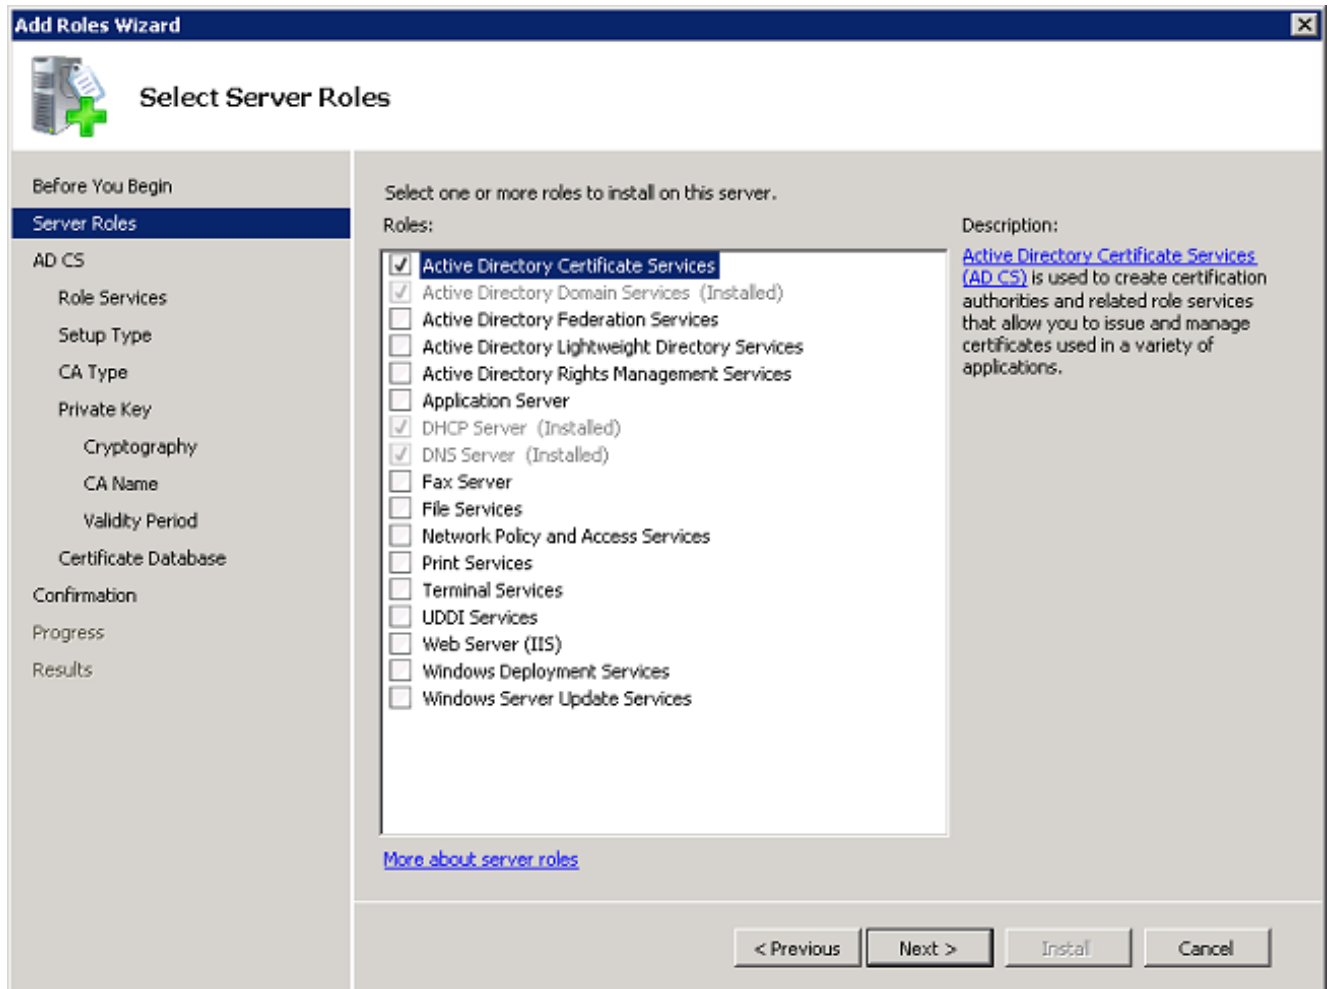 Add Roles Wizard
Select Server Roles
Before You Begin
Server Roles
AD CS
Role Services
Setup Type
CA Type
Private Key
Cryptography
CA Name
Validity Period
Certificate Database
Confirmation
Progress
Results
Select one or more roles to install on this server.
Roles:
Active Directory Certificate Services
Active Directory Domain Services (Installed)
Active Directory Federation Services
Active Directory Lightweight Directory Services
Active Directory Rights Management Services
Application Server
DHCP Server (Installed)
DNS Server (Installed)
Fax Server
File Services
Network Policy and Access Services
Print Services
Terminal Services
UDDI Services
Web Server (IIS)
Windows Deployment Services
Windows Server Update Services
More about server roles
Description:
Active Directory Certificate Services
(AD CS) is used to create certification
authorities and related role services
that allow you to issue and manage
certificates used in a variety of
applications.
< Previous
Next >
Install
Cancel